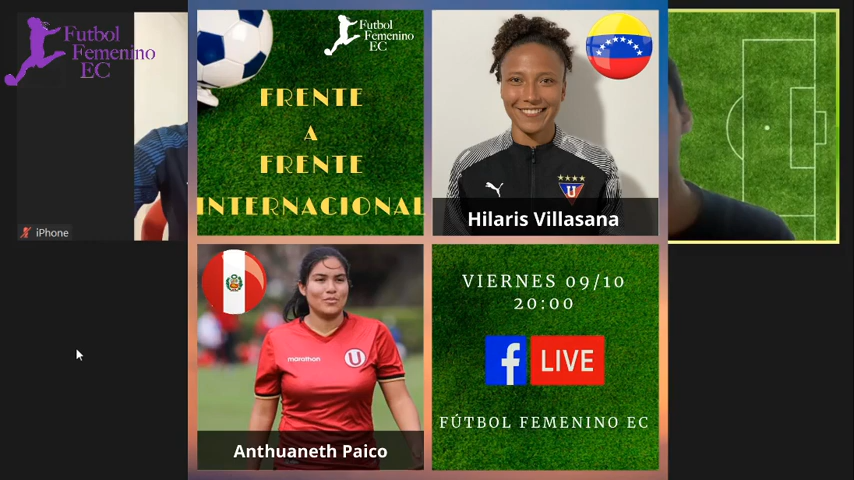 Futbol
Femenino
EC
iPhone
Futbol
Femenino
EC
FRENTE
A
FRENTE
INTERNACIONAL
U
Hilaris Villasana
marathon
U
Anthuaneth Paico
VIERNES 09/10
20:00
f LIVE
FÚTBOL FEMENINO EC